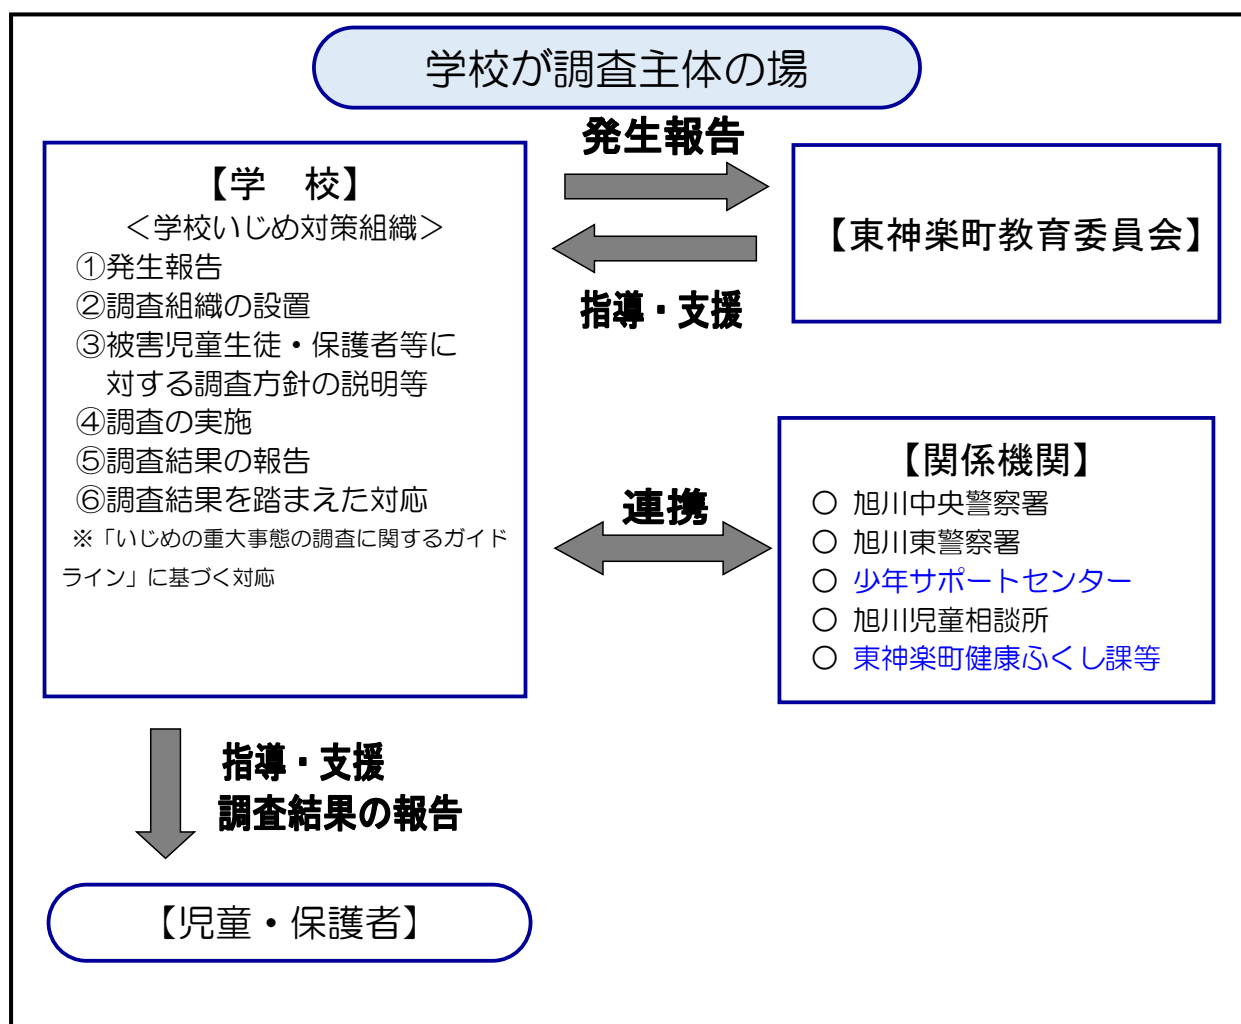 学校が調査主体の場
発生報告
【学　校】
＜学校いじめ対策組織＞
①発生報告
②調査組織の設置
③被害児童生徒・保護者等に
対する調査方針の説明等
④調査の実施
⑤調査結果の報告
⑥調査結果を踏まえた対応
※「いじめの重大事態の調査に関するガイド
ライン」に基づく対応
【東神楽町教育委員会】
指導・支援
連携
【関係機関】
○ 旭川中央警察署
○ 旭川東警察署
○ 少年サポートセンター
○ 旭川児童相談所
○ 東神楽町健康ふくし課等
指導・支援
調査結果の報告
【児童・保護者】